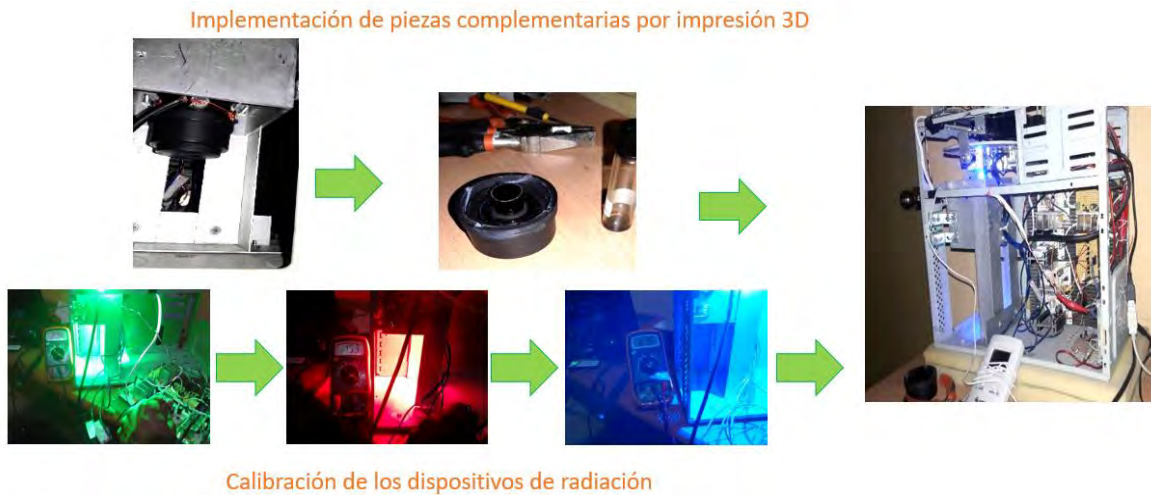 Implementación de piezas complementarias por impresión 3D
Calibración de los dispositivos de radiación